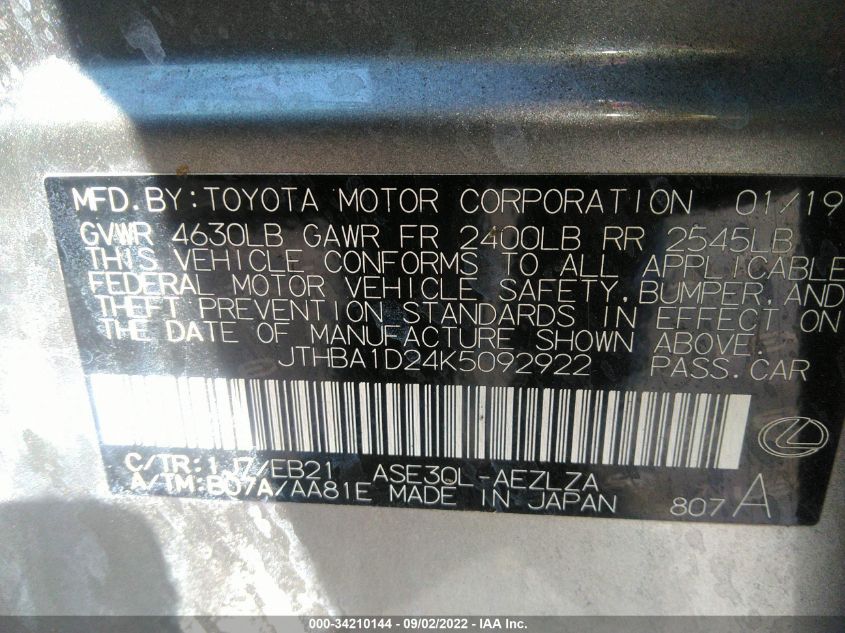 MFD.BY:TOYOTA MOTOR CORPORATION 01/19
GVWR 4630LB GAWR FR 2400LB RR 2545LB
THIS VEHICLE CONFORMS TO ALL APPLICABLE
FEDERAL MOTOR VEHICLE SAFETY,BUMPER,AND
THEFT PREVENTION STANDARDS IN EFFECT ON
THE DATE OF MANUFACTURE SHOWN ABOVE.
JTHBA1D24K5092922 PASS.CAR
C/TR:1J7/EB21 ASE30L-AEZLZA
A/TM:B07A/AA81E MADE IN JAPAN 807A
000-34210144 - 09/02/2022 - IAA Inc.